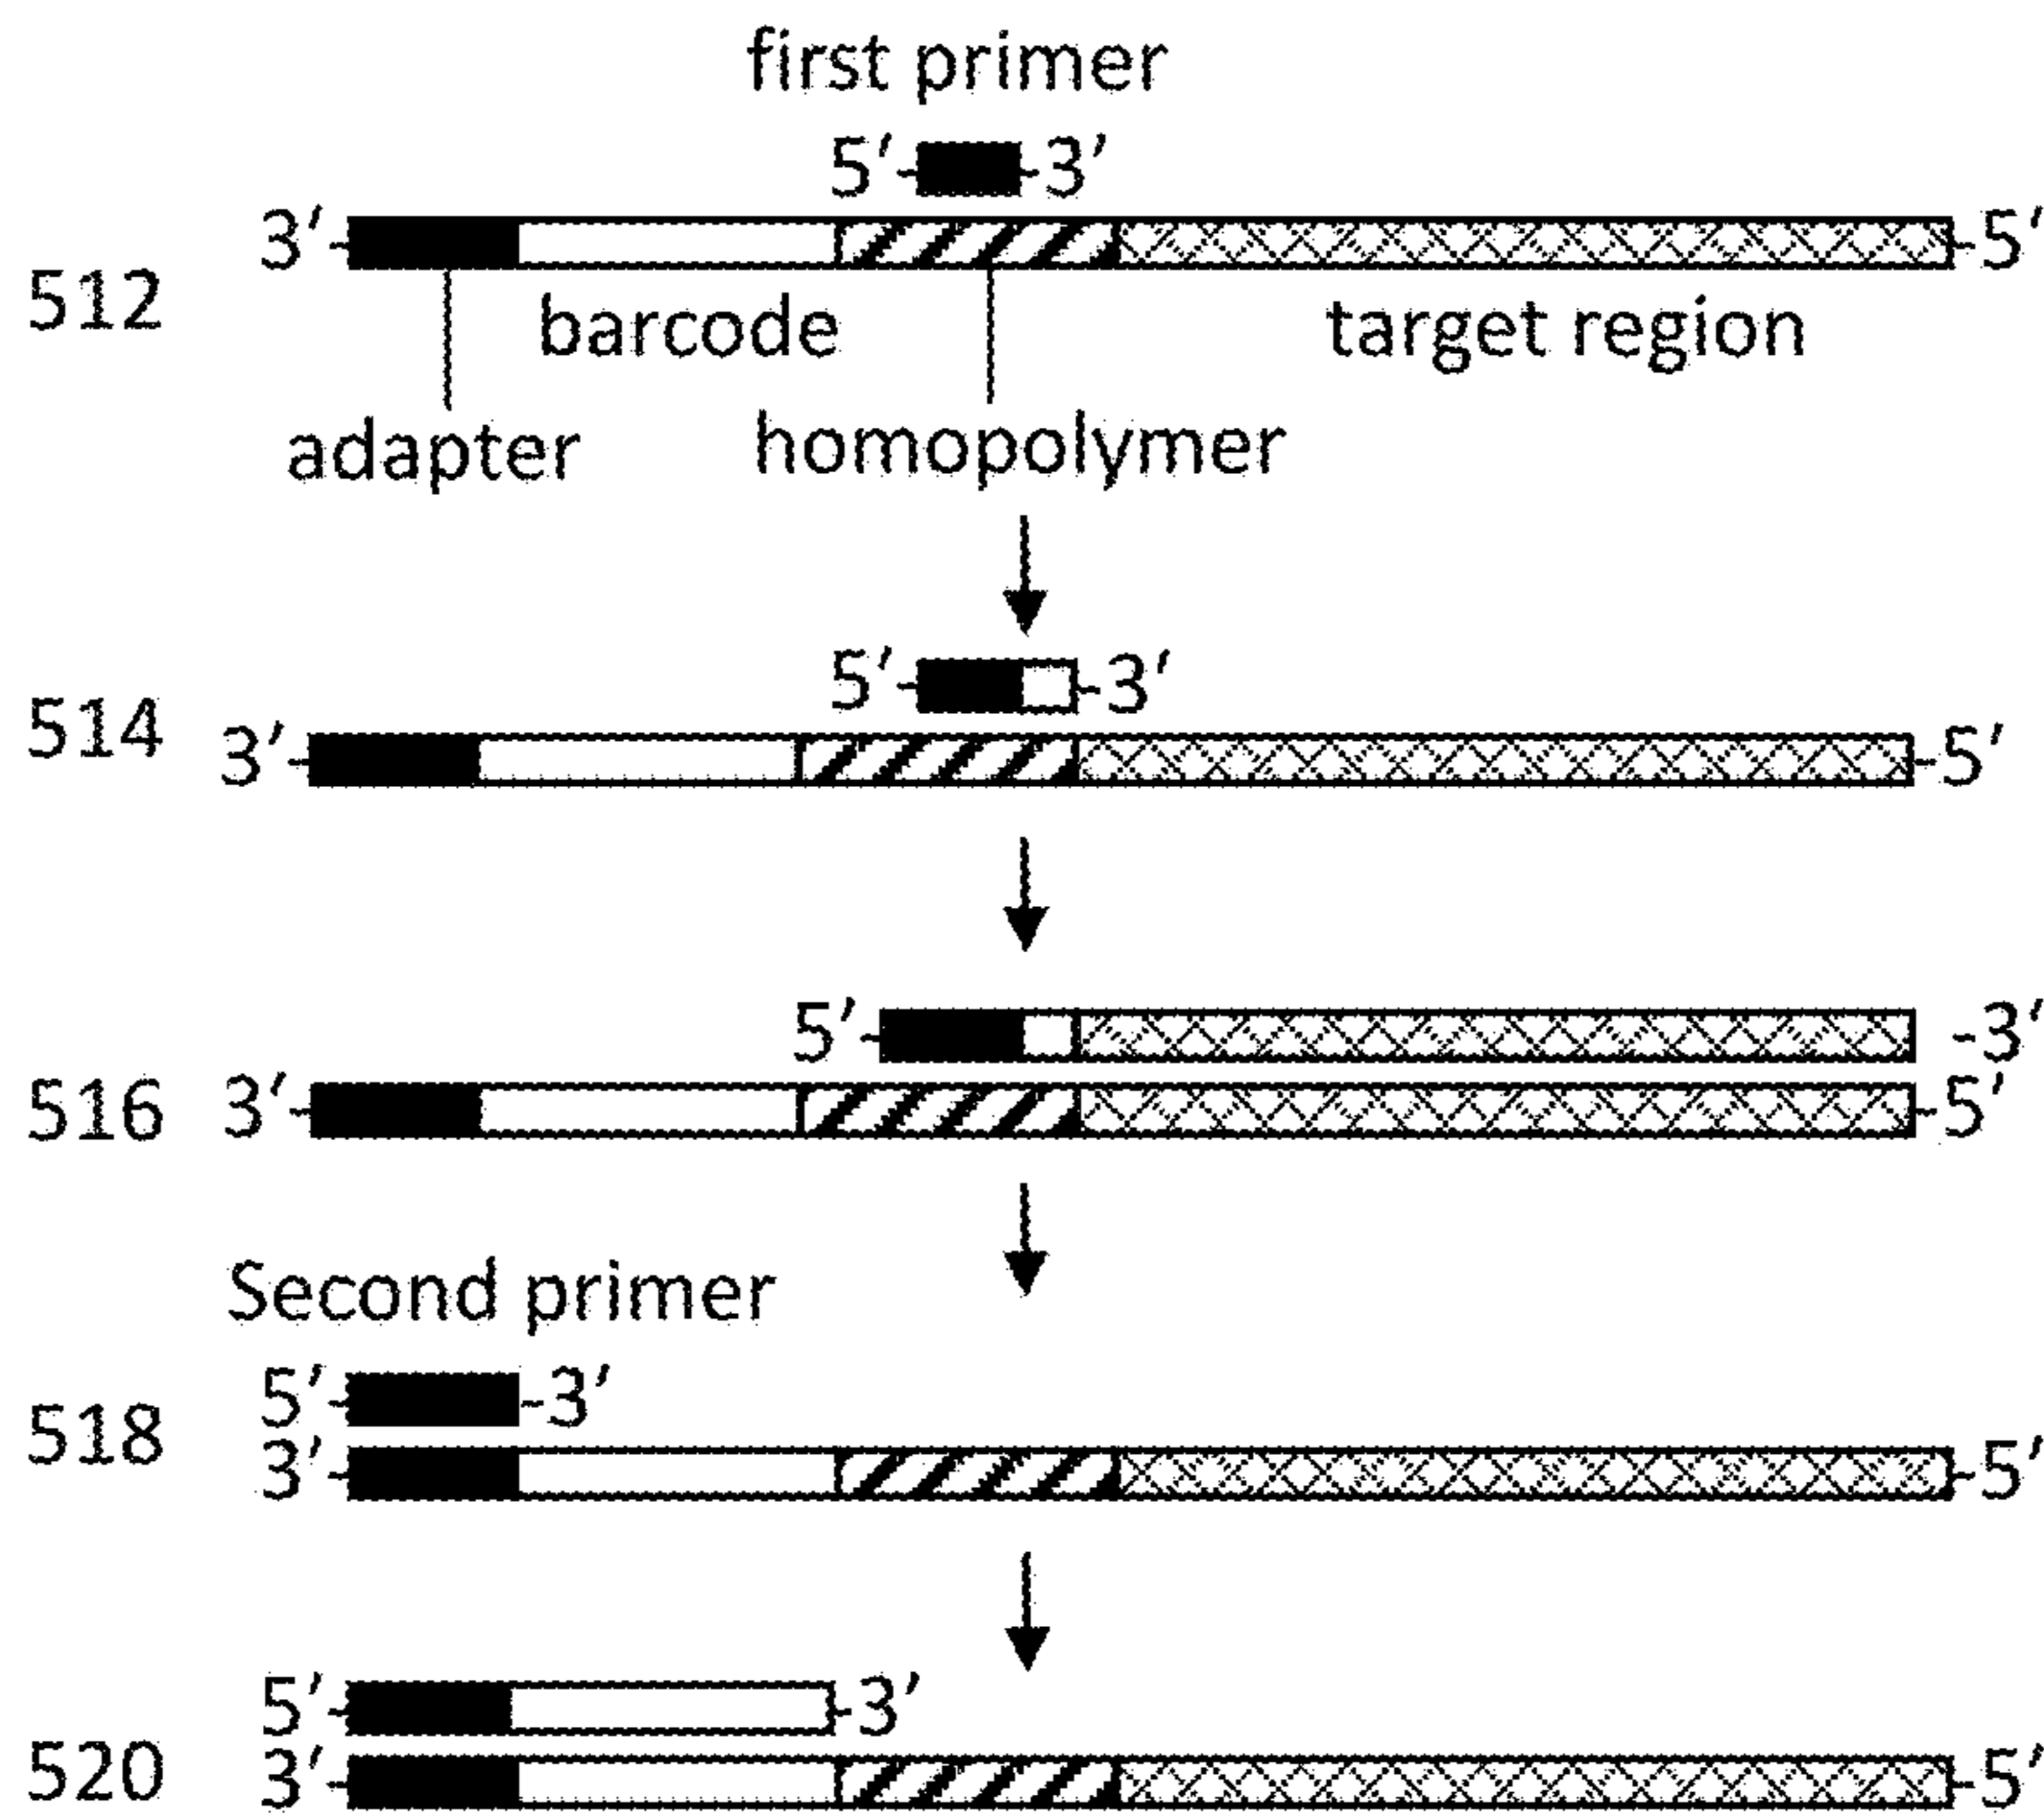 first primer
5′ 3′
3′ 5′
512
barcode target region
adapter homopolymer
5′ 3′
514
3′ 5′
5′ -3′
516 3′ 5′
Second primer
5′ -3′
518
3′ 5′
5′ 3′
520 3′ 5′